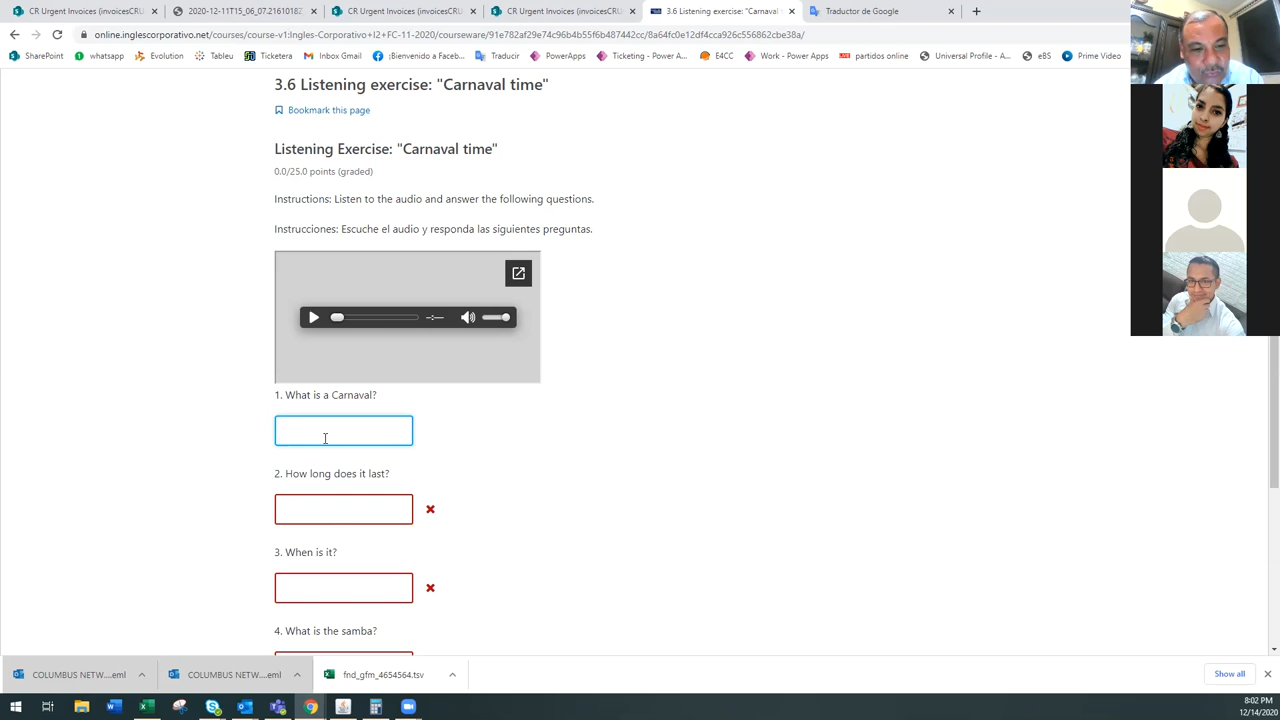 CR Urgent Invoices (invoicesCRU
2020-12-11T15_06_07.2161018Z
CR Urgent Invoices (invoicesCRU
CR Urgent Invoices (invoicesCRU
3.6 Listening exercise: "Carnaval t
Traductor de Google
online.inglescorporativo.net/courses/course-v1:Ingles-Corporativo+I2+FC-11-2020/courseware/91e782af29e74c96b4b55f6b487442cc/8a64fc0e12df4cca926c556862cbe38a/
SharePoint
whatsapp
Evolution
Tableu
Ticketera
Inbox Gmail
¡Bienvenido a Faceb...
PowerApps
Ticketing - Power A...
Traducir
E4CC
Work - Power Apps
LIVE partidos online
Universal Profile - A...
eBS
Prime Video
3.6 Listening exercise: "Carnaval time"
Bookmark this page
Listening Exercise: "Carnaval time"
0.0/25.0 points (graded)
Instructions: Listen to the audio and answer the following questions.
Instrucciones: Escuche el audio y responda las siguientes preguntas.
-:--
1. What is a Carnaval?
2. How long does it last?
3. When is it?
4. What is the samba?
COLUMBUS NETW....eml
COLUMBUS NETW....eml
fnd_gfm_4654564.tsv
Show all
8:02 PM
12/14/2020